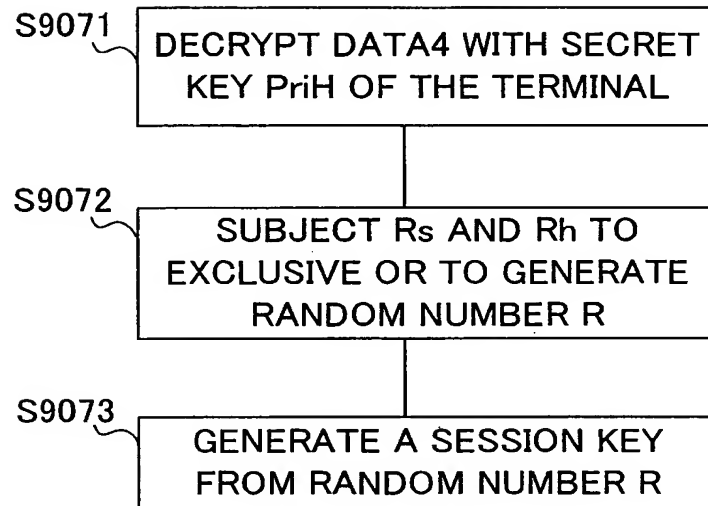 S9071
DECRYPT DATA4 WITH SECRET
KEY PriH OF THE TERMINAL
S9072
SUBJECT Rs AND Rh TO
EXCLUSIVE OR TO GENERATE
RANDOM NUMBER R
S9073
GENERATE A SESSION KEY
FROM RANDOM NUMBER R